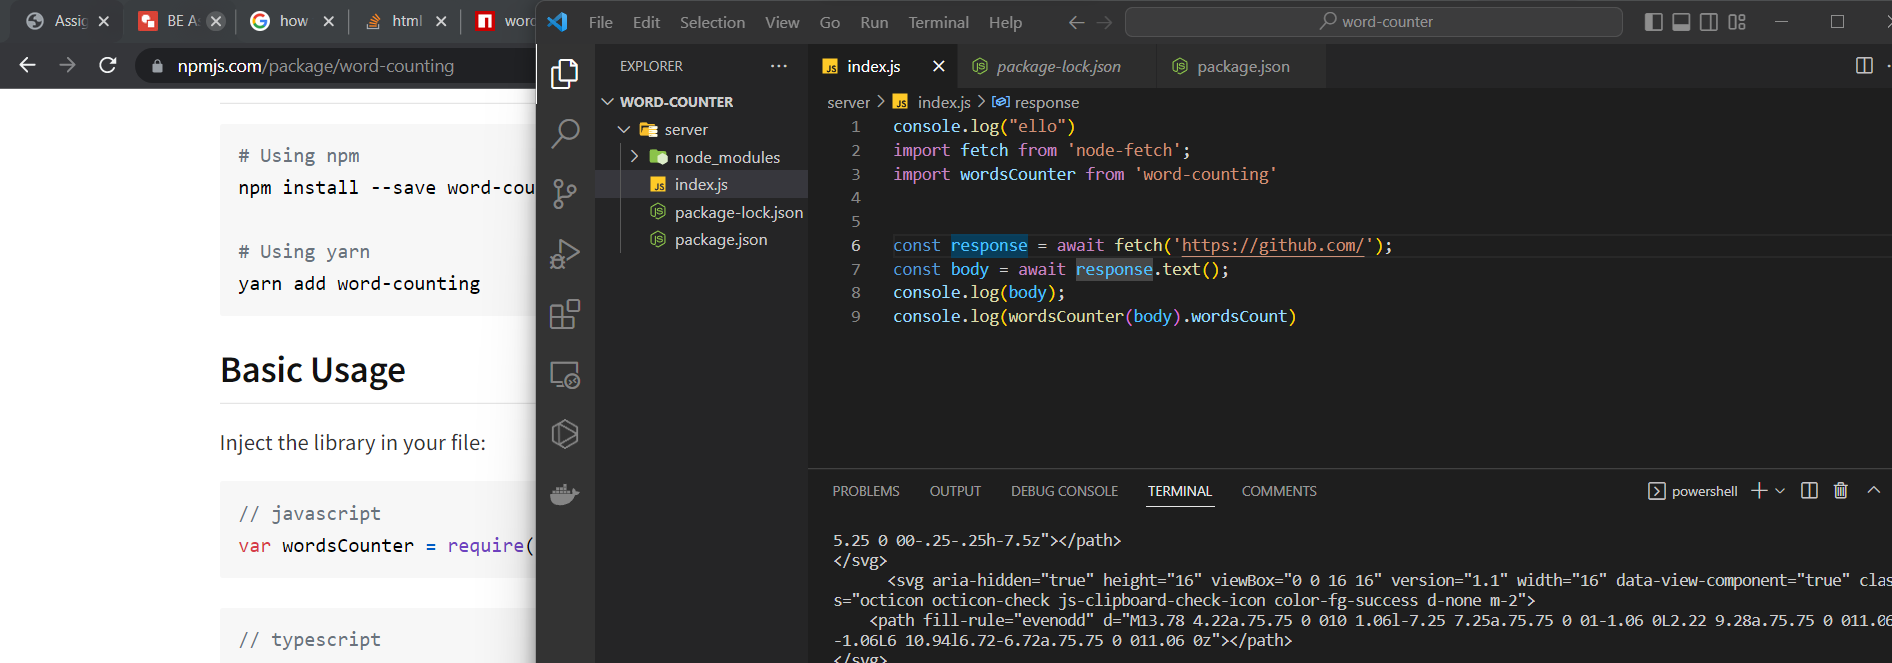 Assig
BE As
how
html
word
File Edit Selection View Go Run Terminal Help
word-counter
npmjs.com/package/word-counting
# Using npm
npm install --save word-cou
# Using yarn
yarn add word-counting
Basic Usage
Inject the library in your file:
// javascript
var wordsCounter = require(
// typescript
EXPLORER
WORD-COUNTER
server
node_modules
index.js
package-lock.json
package.json
index.js package-lock.json package.json
server > index.js > response
1 console.log("ello")
2 import fetch from 'node-fetch';
3 import wordsCounter from 'word-counting'
4
5
6 const response = await fetch('https://github.com/');
7 const body = await response.text();
8 console.log(body);
9 console.log(wordsCounter(body).wordsCount)
PROBLEMS OUTPUT DEBUG CONSOLE TERMINAL COMMENTS
powershell
5.25 0 00-.25-.25h-7.5z"></path>
</svg>
<svg aria-hidden="true" height="16" viewBox="0 0 16 16" version="1.1" width="16" data-view-component="true" clas
s="octicon octicon-check js-clipboard-check-icon color-fg-success d-none m-2">
<path fill-rule="evenodd" d="M13.78 4.22a.75.75 0 010 1.06l-7.25 7.25a.75.75 0 01-1.06 0L2.22 9.28a.75.75 0 011.06
-1.06L6 10.94l6.72-6.72a.75.75 0 011.06 0z"></path>
</svg>